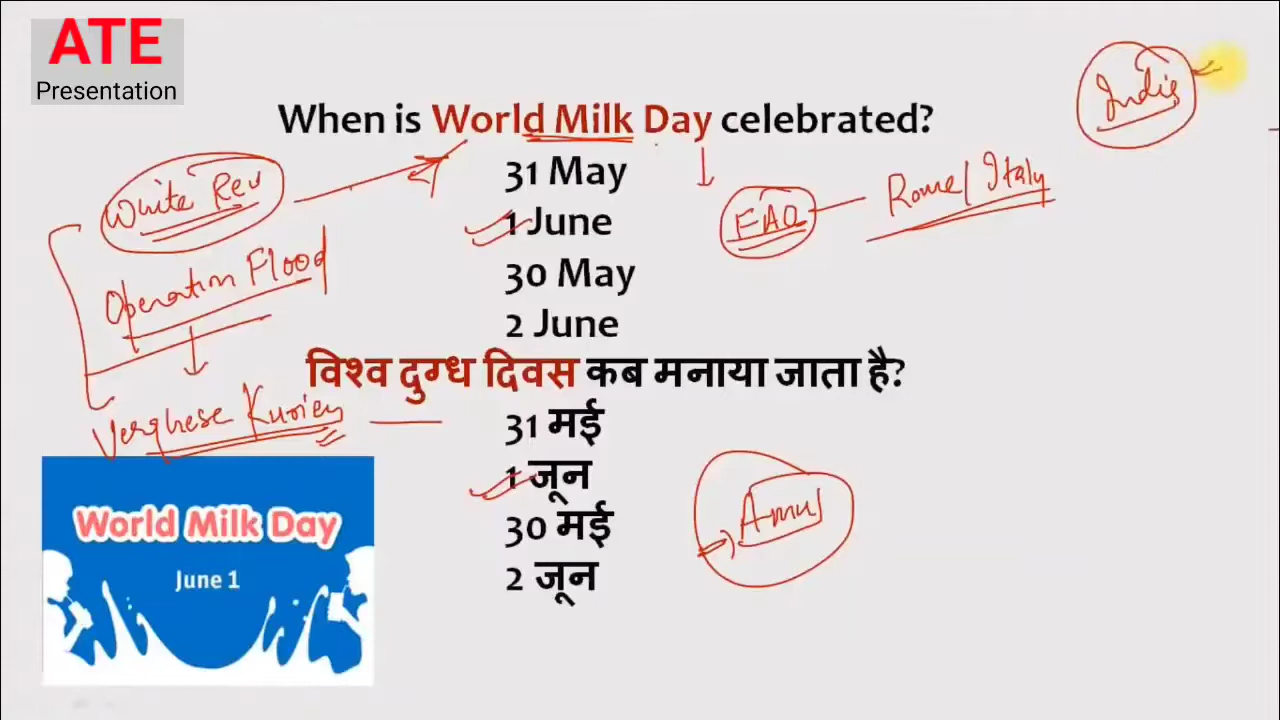 ATE
Presentation
India
When is World Milk Day celebrated?
31 May
White Rev
Rome/Italy
1 June
FAO
Operation Flood
30 May
2 June
विश्व दुग्ध दिवस कब मनाया जाता है?
Verghese Kurien
31 मई
1 जून
Amul
World Milk Day
30 मई
June 1
2 जून